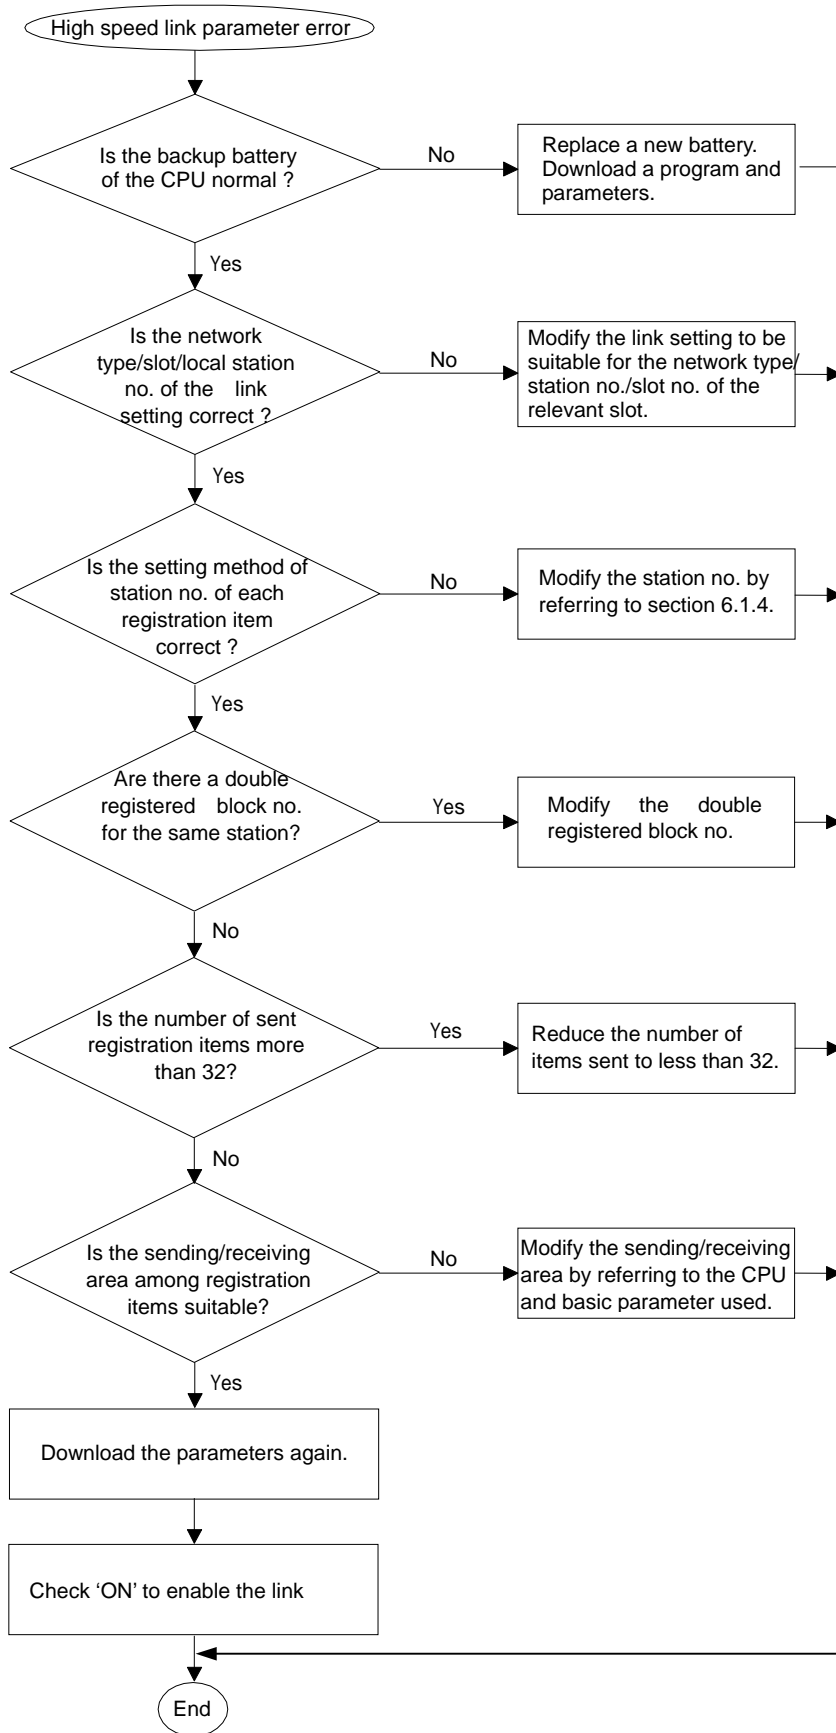 High speed link parameter error
Is the backup battery
of the CPU normal ?
No
Replace a new battery.
Download a program and
parameters.
Yes
Is the network
type/slot/local station
no. of the link
setting correct ?
No
Modify the link setting to be
suitable for the network type/
station no./slot no. of the
relevant slot.
Yes
Is the setting method of
station no. of each
registration item
correct ?
No
Modify the station no. by
referring to section 6.1.4.
Yes
Are there a double
registered block no.
for the same station?
Yes
Modify the double
registered block no.
No
Is the number of sent
registration items more
than 32?
Yes
Reduce the number of
items sent to less than 32.
No
Is the sending/receiving
area among registration
items suitable?
No
Modify the sending/receiving
area by referring to the CPU
and basic parameter used.
Yes
Download the parameters again.
Check ‘ON’ to enable the link
End